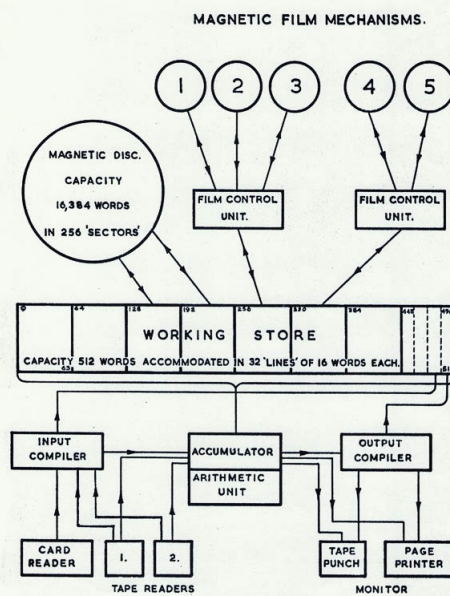 MAGNETIC FILM MECHANISMS.
1 2 3 4 5
MAGNETIC DISC.
CAPACITY
16,384 WORDS
IN 256 'SECTORS'
FILM CONTROL
UNIT.
FILM CONTROL
UNIT.
0 64 128 192 256 320 384 448
WORKING STORE
CAPACITY 512 WORDS ACCOMMODATED IN 32 'LINES' OF 16 WORDS EACH.
63
INPUT
COMPILER
ACCUMULATOR
ARITHMETIC
UNIT
OUTPUT
COMPILER
CARD
READER
1.
2.
TAPE
PUNCH
PAGE
PRINTER
TAPE READERS
MONITOR